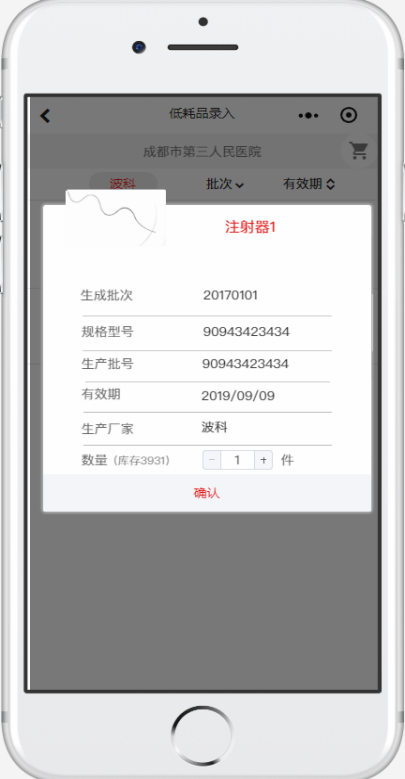 低耗品录入
成都市第三人民医院
波科 批次 有效期
注射器1
生成批次 20170101
规格型号 90943423434
生产批号 90943423434
有效期 2019/09/09
生产厂家 波科
数量 (库存3931) - 1 + 件
确认